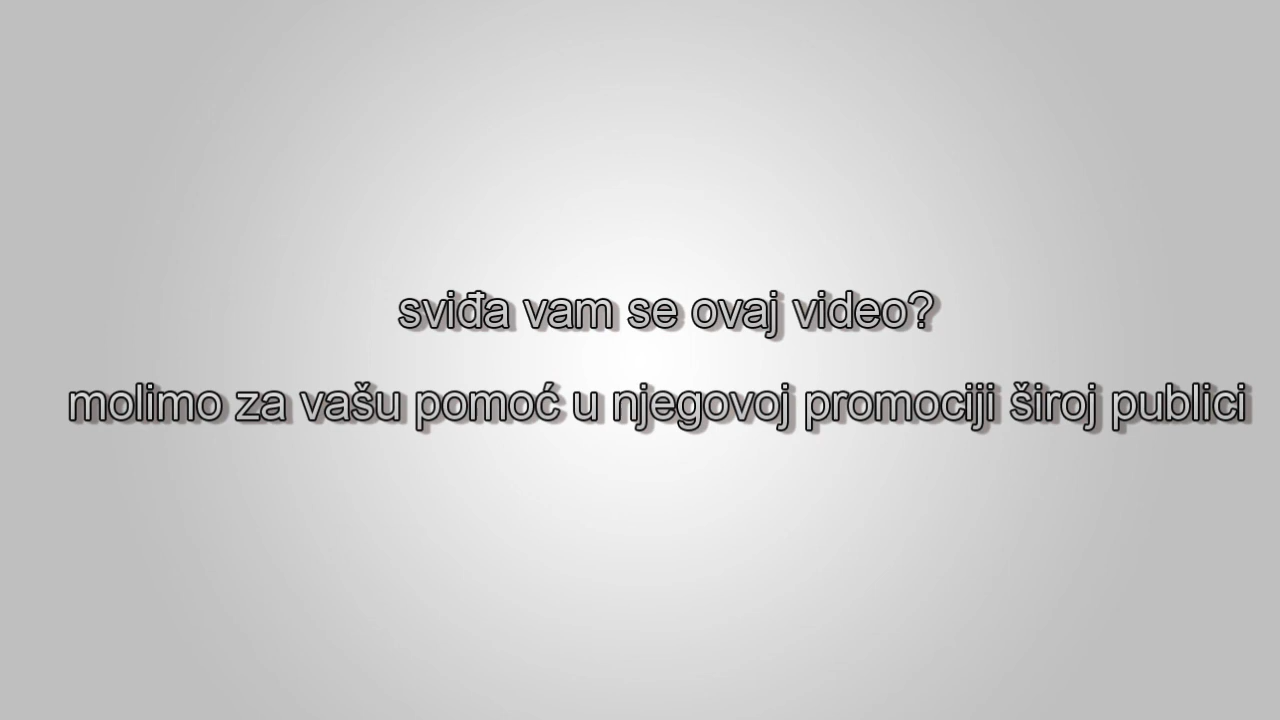 sviđa vam se ovaj video?
molimo za vašu pomoć u njegovoj promociji široj publici